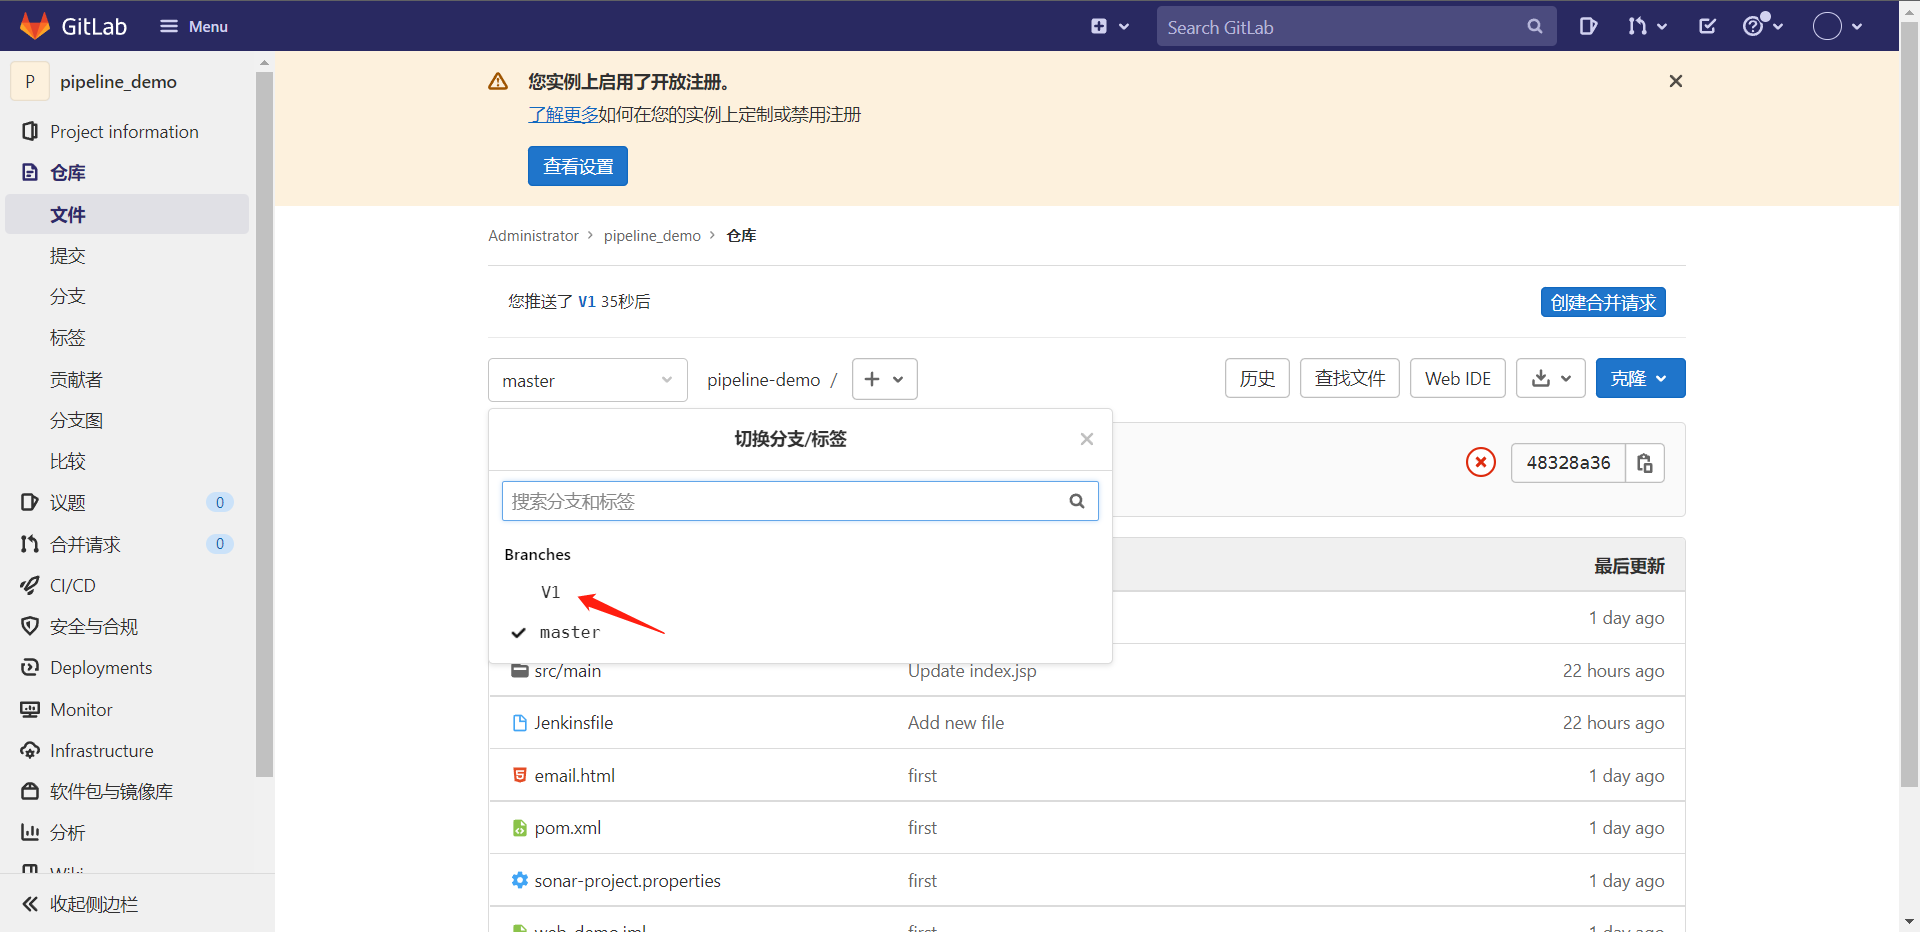 GitLab
Menu
Search GitLab
P
pipeline_demo
Project information
仓库
文件
提交
分支
标签
贡献者
分支图
比较
议题
0
合并请求
0
CI/CD
安全与合规
Deployments
Monitor
Infrastructure
软件包与镜像库
分析
Wiki
收起侧边栏
您实例上启用了开放注册。
了解更多如何在您的实例上定制或禁用注册
查看设置
Administrator > pipeline_demo > 仓库
您推送了 V1 35秒后
创建合并请求
master
pipeline-demo /
历史
查找文件
Web IDE
克隆
切换分支/标签
搜索分支和标签
Branches
V1
master
48328a36
最后更新
1 day ago
src/main Update index.jsp 22 hours ago
Jenkinsfile Add new file 22 hours ago
email.html first 1 day ago
pom.xml first 1 day ago
sonar-project.properties first 1 day ago
web_demo.iml first 1 day ago